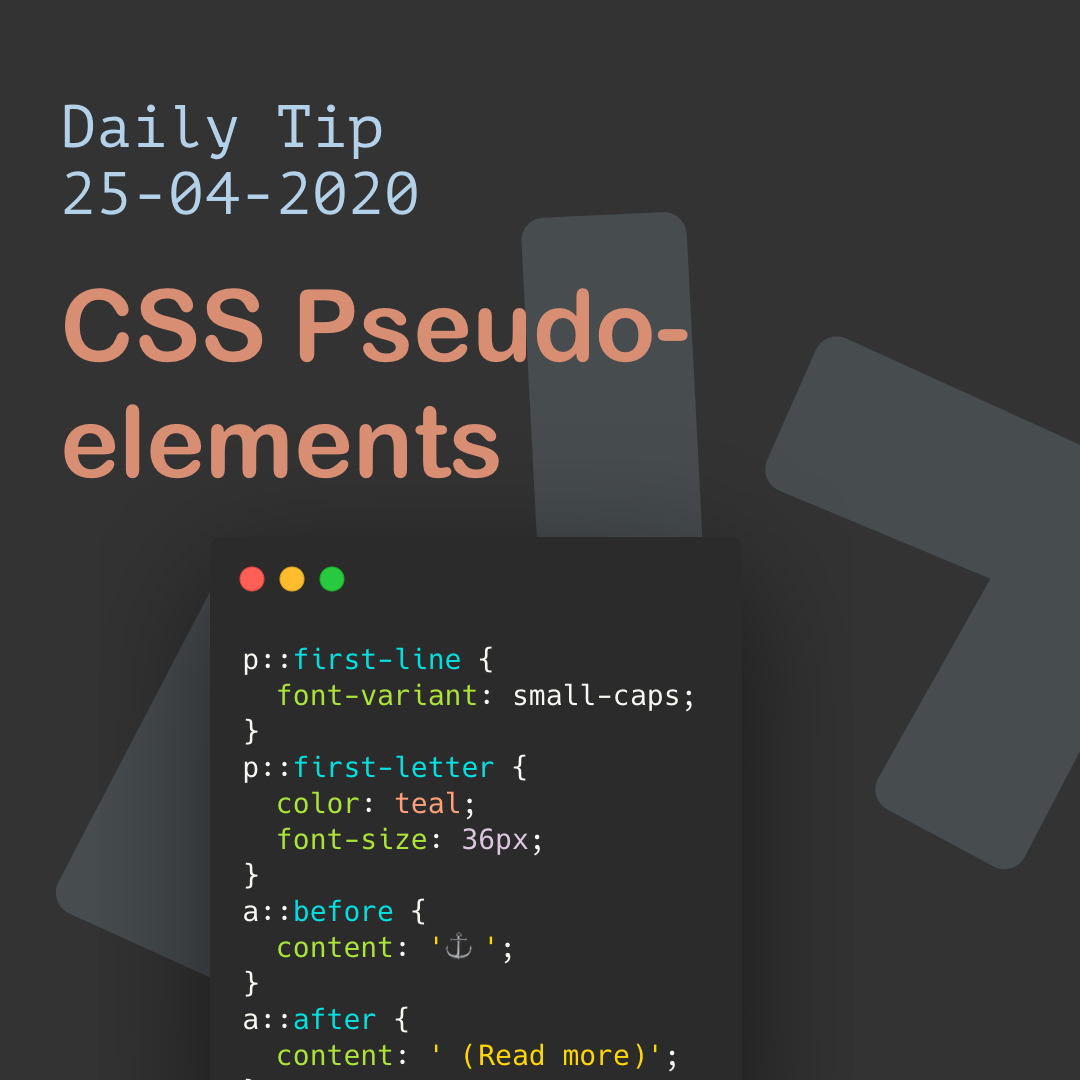 Daily Tip
25-04-2020
CSS Pseudo-
elements
p::first-line {
  font-variant: small-caps;
}
p::first-letter {
  color: teal;
  font-size: 36px;
}
a::before {
  content: '⚓ ';
}
a::after {
  content: ' (Read more)';
}